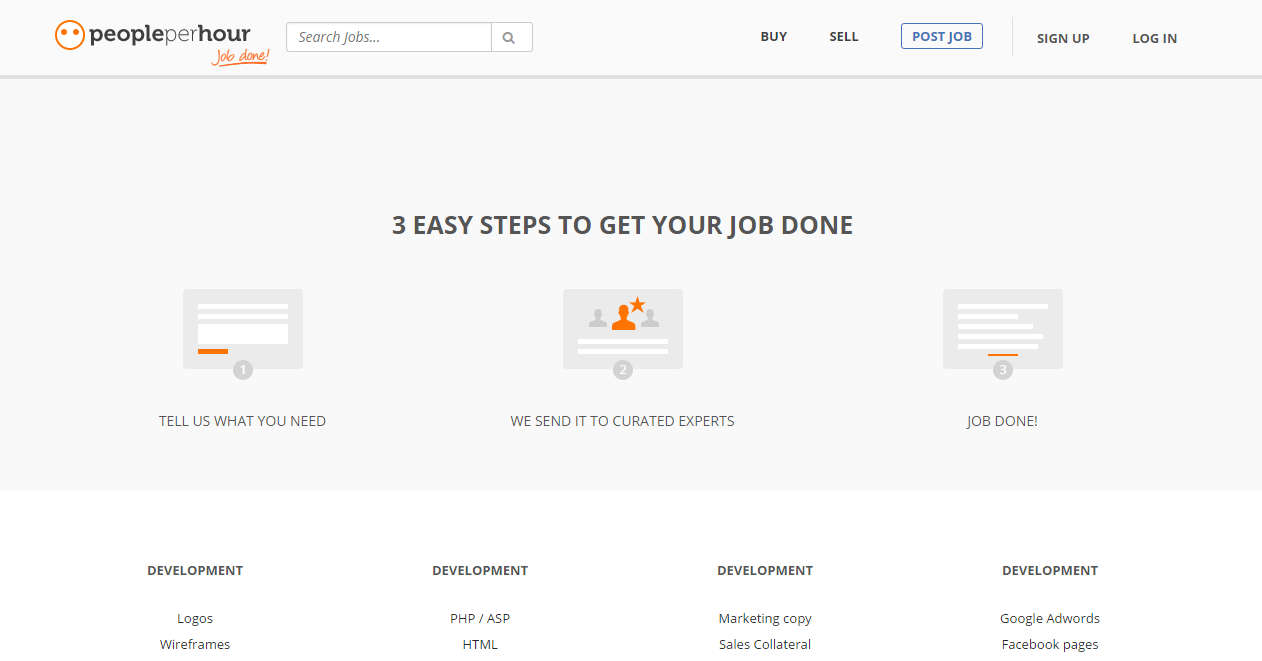 peopleperhour
Job done!
Search Jobs...
BUY
SELL
POST JOB
SIGN UP
LOG IN
3 EASY STEPS TO GET YOUR JOB DONE
1
2
3
TELL US WHAT YOU NEED
WE SEND IT TO CURATED EXPERTS
JOB DONE!
DEVELOPMENT
Logos
Wireframes
DEVELOPMENT
PHP / ASP
HTML
DEVELOPMENT
Marketing copy
Sales Collateral
DEVELOPMENT
Google Adwords
Facebook pages